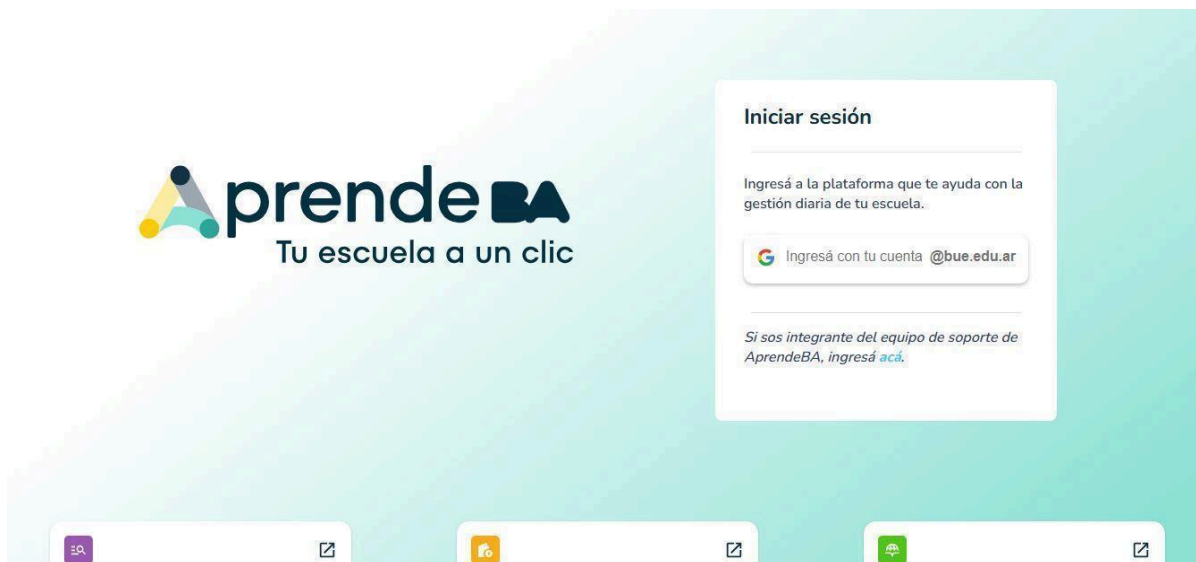 AprendeBA
Tu escuela a un clic
Iniciar sesión
Ingresá a la plataforma que te ayuda con la
gestión diaria de tu escuela.
Ingresá con tu cuenta @bue.edu.ar
Si sos integrante del equipo de soporte de
AprendeBA, ingresá acá.